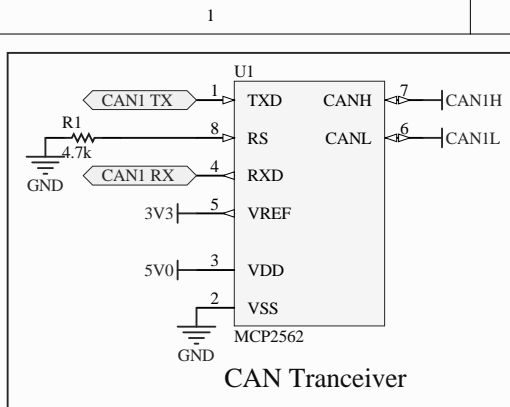 1
U1
CAN1 TX 1 TXD CANH 7 CAN1H
R1
4.7k
8 RS CANL 6 CAN1L
GND
CAN1 RX 4 RXD
3V3 5 VREF
5V0 3 VDD
2 VSS
GND
MCP2562
CAN Tranceiver